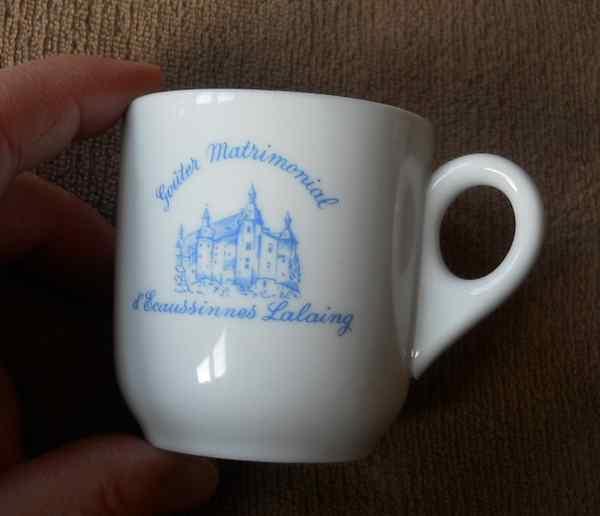 Goûter Matrimonial
d'Ecaussinnes Lalaing